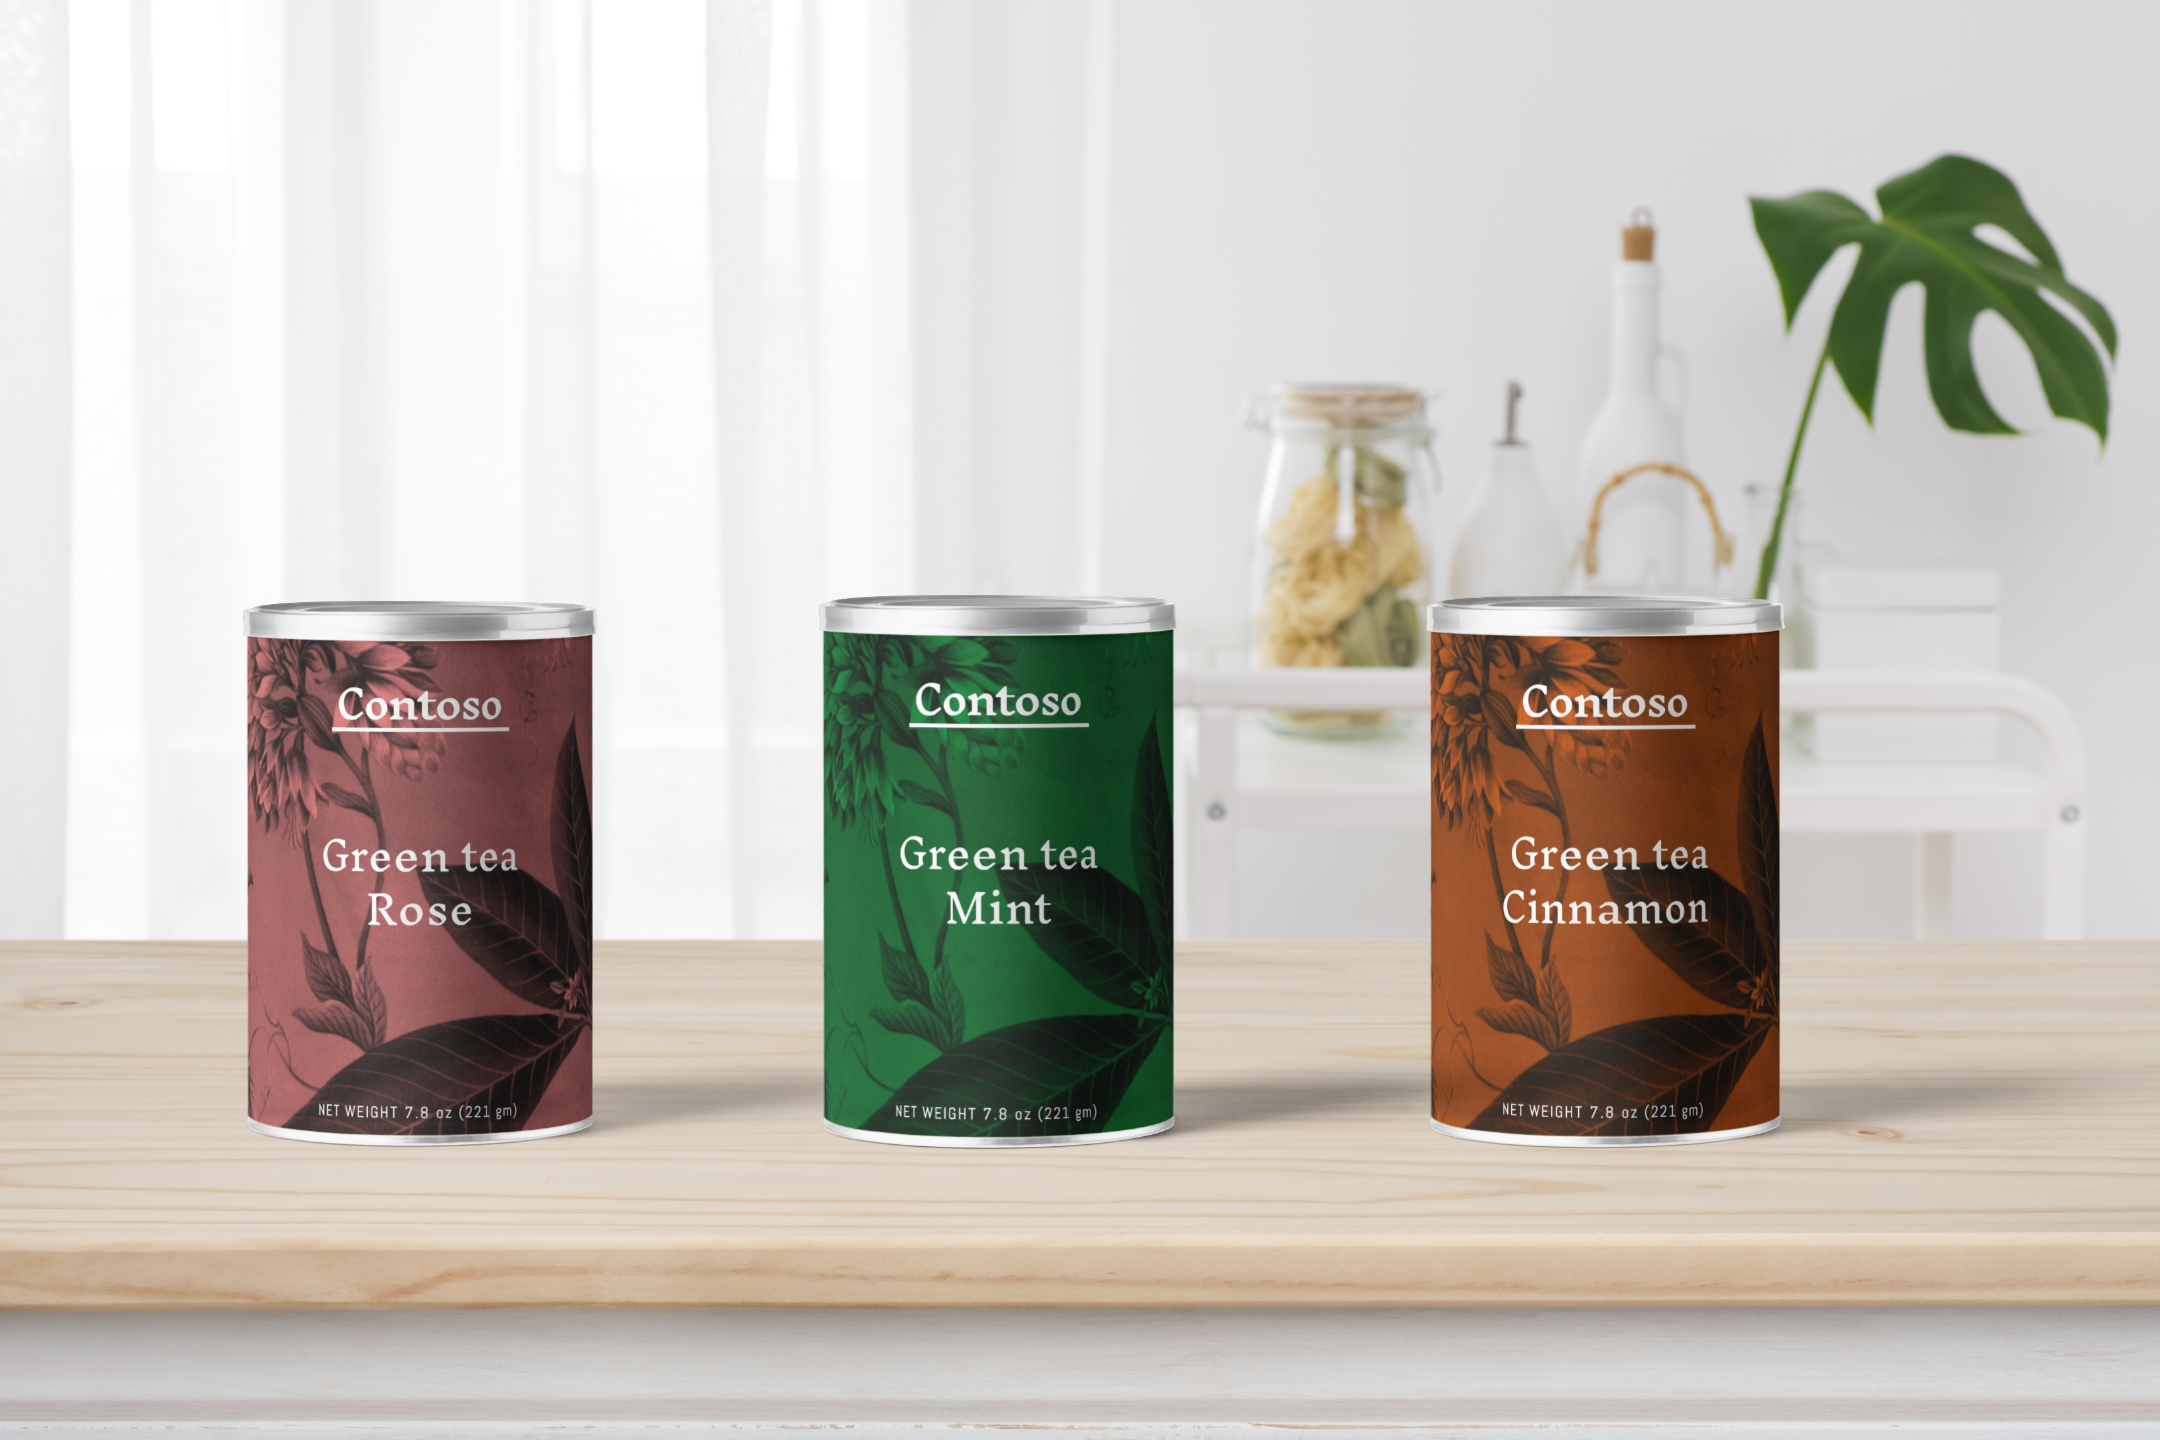 Contoso
Green tea
Rose
NET WEIGHT 7.8 oz (221 gm)
Contoso
Green tea
Mint
NET WEIGHT 7.8 oz (221 gm)
Contoso
Green tea
Cinnamon
NET WEIGHT 7.8 oz (221 gm)